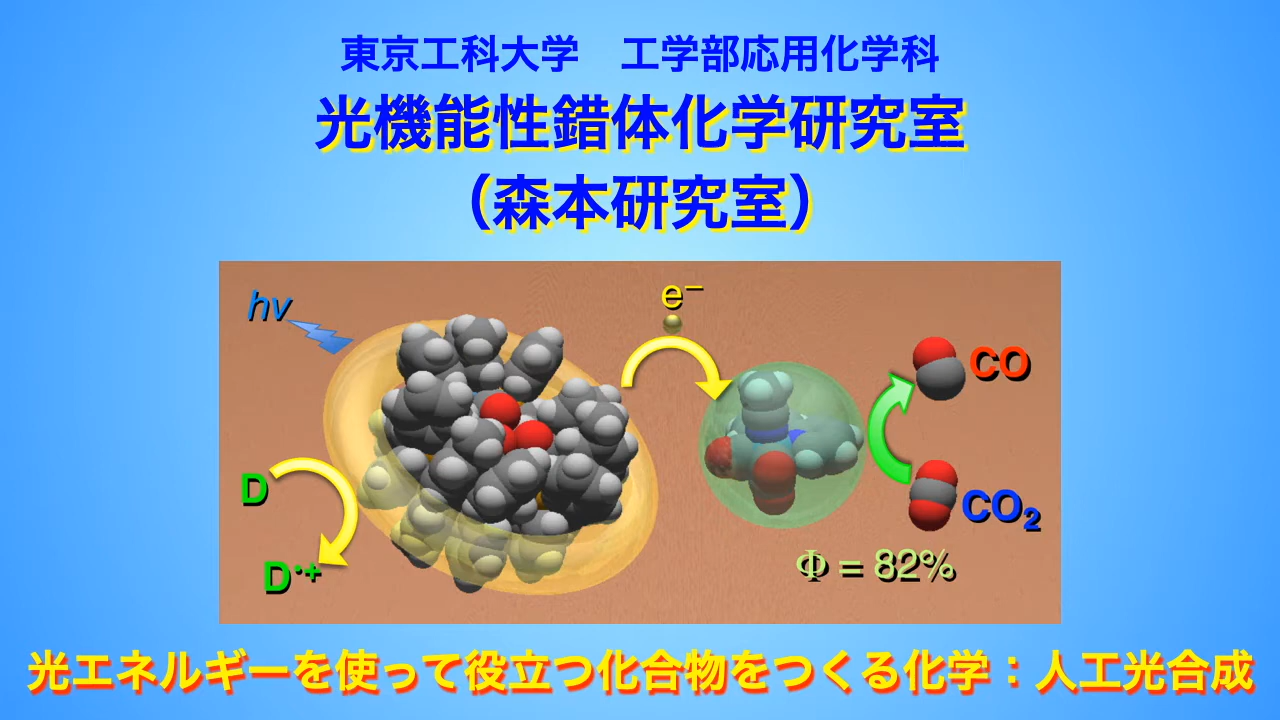 東京工科大学　工学部応用化学科
光機能性錯体化学研究室
（森本研究室）
hν
e−
CO
D
CO2
D•+
Φ = 82%
光エネルギーを使って役立つ化合物をつくる化学：人工光合成